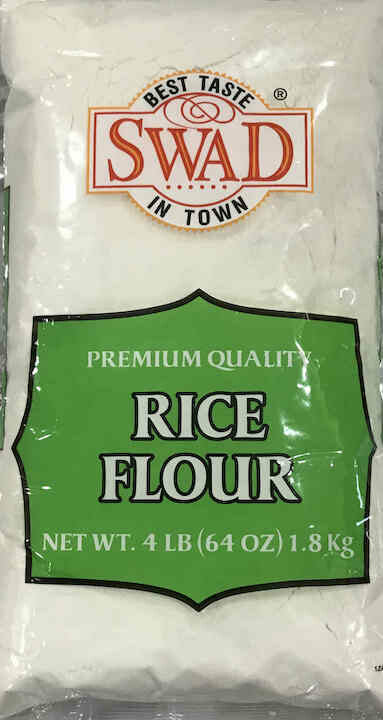 BEST TASTE
SWAD
®
IN TOWN
PREMIUM QUALITY
RICE
FLOUR
NET WT. 4 LB (64 OZ) 1.8 Kg